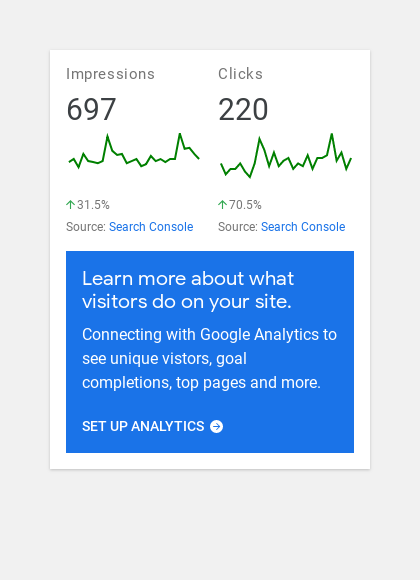 Impressions
Clicks
697
220
31.5%
70.5%
Source: Search Console
Source: Search Console
Learn more about what
visitors do on your site.
Connecting with Google Analytics to
see unique vistors, goal
completions, top pages and more.
SET UP ANALYTICS